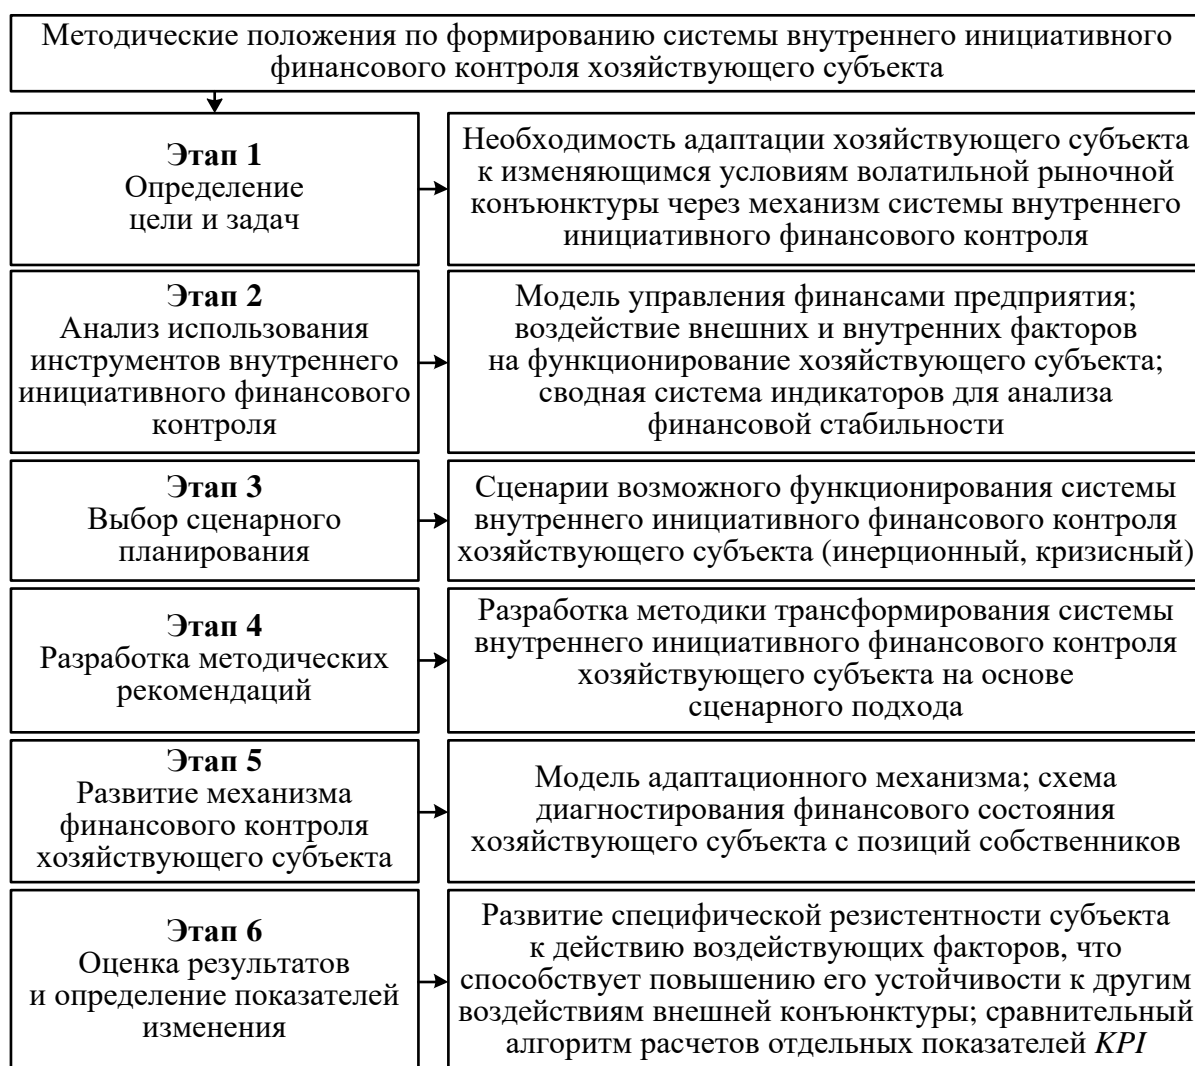 Методические положения по формированию системы внутреннего инициативного
финансового контроля хозяйствующего субъекта
Этап 1
Определение
цели и задач
Необходимость адаптации хозяйствующего субъекта
к изменяющимся условиям волатильной рыночной
конъюнктуры через механизм системы внутреннего
инициативного финансового контроля
Этап 2
Анализ использования
инструментов внутреннего
инициативного финансового
контроля
Модель управления финансами предприятия;
воздействие внешних и внутренних факторов
на функционирование хозяйствующего субъекта;
сводная система индикаторов для анализа
финансовой стабильности
Этап 3
Выбор сценарного
планирования
Сценарии возможного функционирования системы
внутреннего инициативного финансового контроля
хозяйствующего субъекта (инерционный, кризисный)
Этап 4
Разработка методических
рекомендаций
Разработка методики трансформирования системы
внутреннего инициативного финансового контроля
хозяйствующего субъекта на основе
сценарного подхода
Этап 5
Развитие механизма
финансового контроля
хозяйствующего субъекта
Модель адаптационного механизма; схема
диагностирования финансового состояния
хозяйствующего субъекта с позиций собственников
Этап 6
Оценка результатов
и определение показателей
изменения
Развитие специфической резистентности субъекта
к действию воздействующих факторов, что
способствует повышению его устойчивости к другим
воздействиям внешней конъюнктуры; сравнительный
алгоритм расчетов отдельных показателей KPI